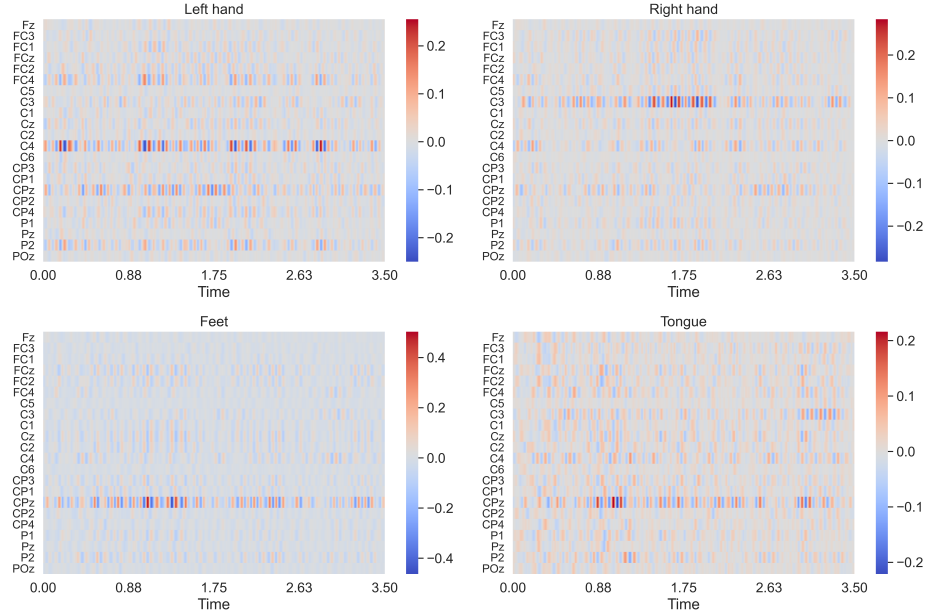 Left hand
Fz
FC3
FC1
FCz
FC2
FC4
C5
C3
C1
Cz
C2
C4
C6
CP3
CP1
CPz
CP2
CP4
P1
Pz
P2
POz
0.00 0.88 1.75 2.63 3.50
Time
0.2
0.1
0.0
−0.1
−0.2
Right hand
Fz
FC3
FC1
FCz
FC2
FC4
C5
C3
C1
Cz
C2
C4
C6
CP3
CP1
CPz
CP2
CP4
P1
Pz
P2
POz
0.00 0.88 1.75 2.63 3.50
Time
0.2
0.1
0.0
−0.1
−0.2
Feet
Fz
FC3
FC1
FCz
FC2
FC4
C5
C3
C1
Cz
C2
C4
C6
CP3
CP1
CPz
CP2
CP4
P1
Pz
P2
POz
0.00 0.88 1.75 2.63 3.50
Time
0.4
0.2
0.0
−0.2
−0.4
Tongue
Fz
FC3
FC1
FCz
FC2
FC4
C5
C3
C1
Cz
C2
C4
C6
CP3
CP1
CPz
CP2
CP4
P1
Pz
P2
POz
0.00 0.88 1.75 2.63 3.50
Time
0.2
0.1
0.0
−0.1
−0.2